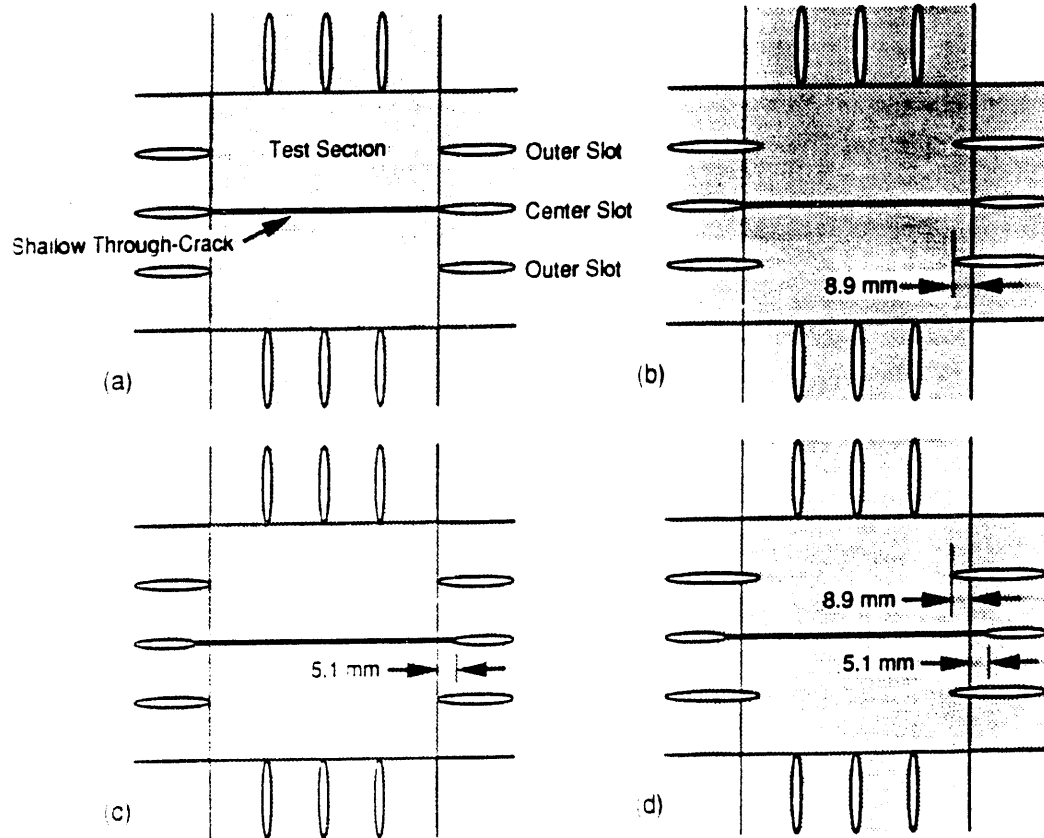 Test Section
Outer Slot
Center Slot
Shallow Through-Crack
Outer Slot
(a)
8.9 mm
(b)
5.1 mm
(c)
8.9 mm
5.1 mm
(d)